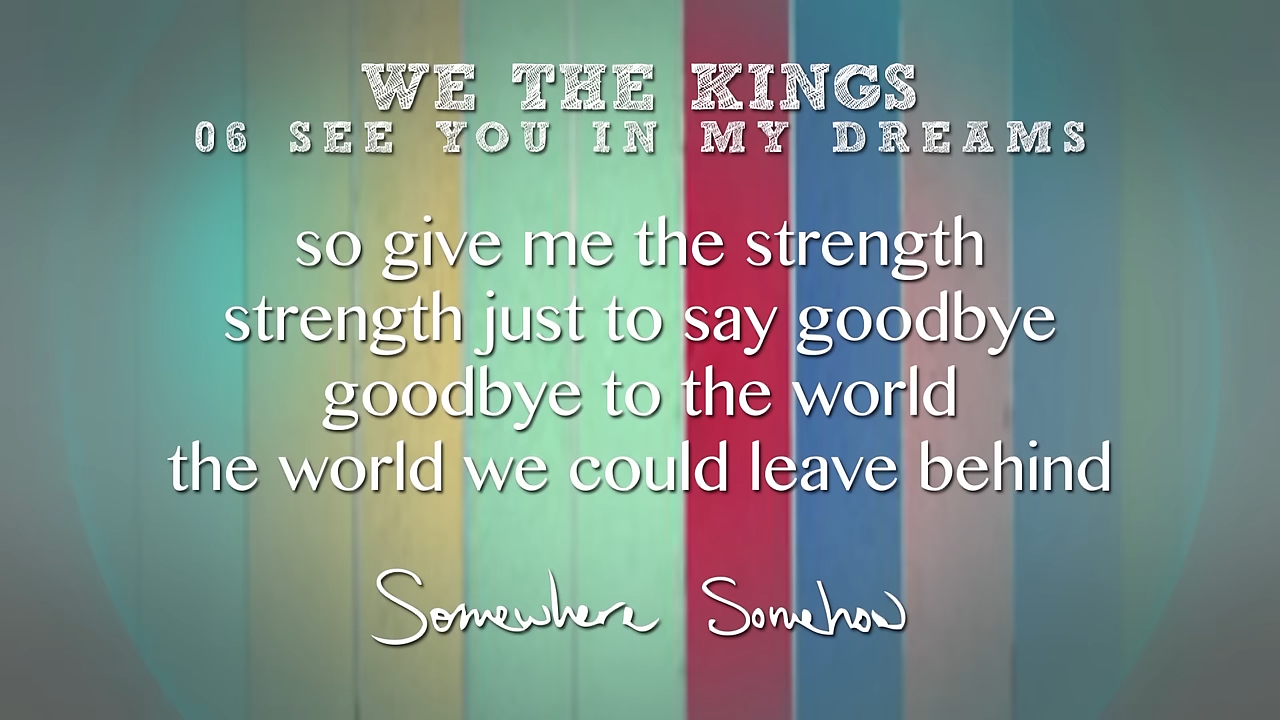 WE THE KINGS
06 SEE YOU IN MY DREAMS
so give me the strength
strength just to say goodbye
goodbye to the world
the world we could leave behind
Somewhere Somehow